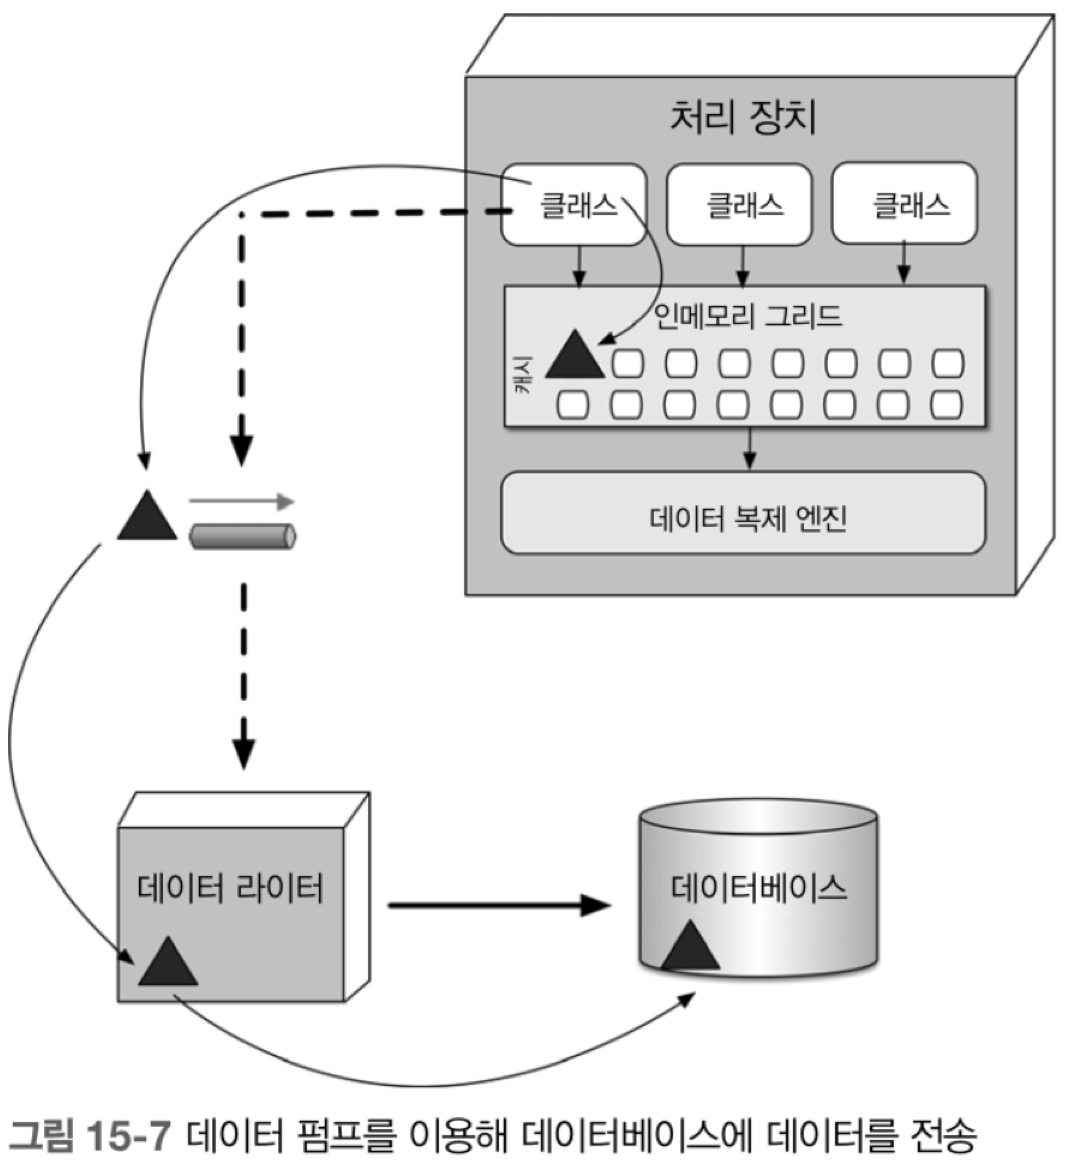 처리 장치
클래스 클래스 클래스
인메모리 그리드
캐시
데이터 복제 엔진
데이터 라이터
데이터베이스
그림 15-7 데이터 펌프를 이용해 데이터베이스에 데이터를 전송